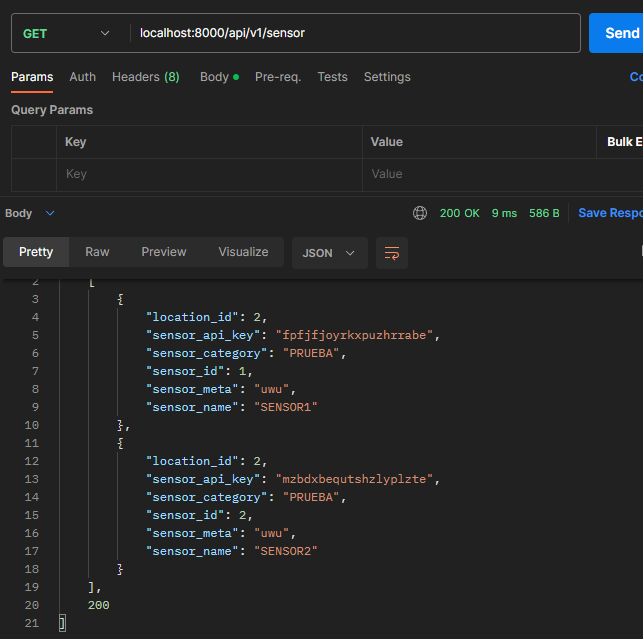 GET localhost:8000/api/v1/sensor Send
Params Auth Headers (8) Body Pre-req. Tests Settings Co
Query Params
Key Value Bulk E
Key Value
Body 200 OK 9 ms 586 B Save Respo
Pretty Raw Preview Visualize JSON
2 [
3 {
4 "location_id": 2,
5 "sensor_api_key": "fpfjfjoyrkxpuzhrrabe",
6 "sensor_category": "PRUEBA",
7 "sensor_id": 1,
8 "sensor_meta": "uwu",
9 "sensor_name": "SENSOR1"
10 },
11 {
12 "location_id": 2,
13 "sensor_api_key": "mzbdxbequtshzlyplzte",
14 "sensor_category": "PRUEBA",
15 "sensor_id": 2,
16 "sensor_meta": "uwu",
17 "sensor_name": "SENSOR2"
18 }
19 ],
20 200
21 ]